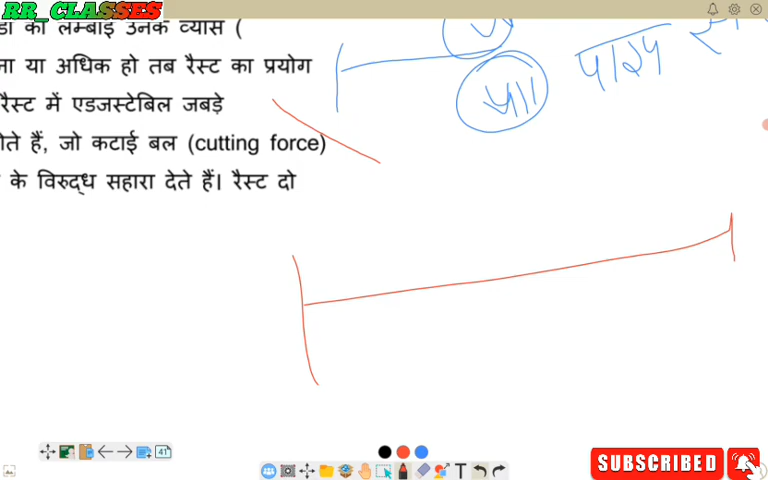 RR_CLASSES
की लम्बाई उनके व्यास (
या अधिक हो तब रैस्ट का प्रयोग
रैस्ट में एडजस्टेबिल जबड़े
होते हैं, जो कटाई बल (cutting force)
के विरुद्ध सहारा देते हैं। रैस्ट दो
41
SUBSCRIBED